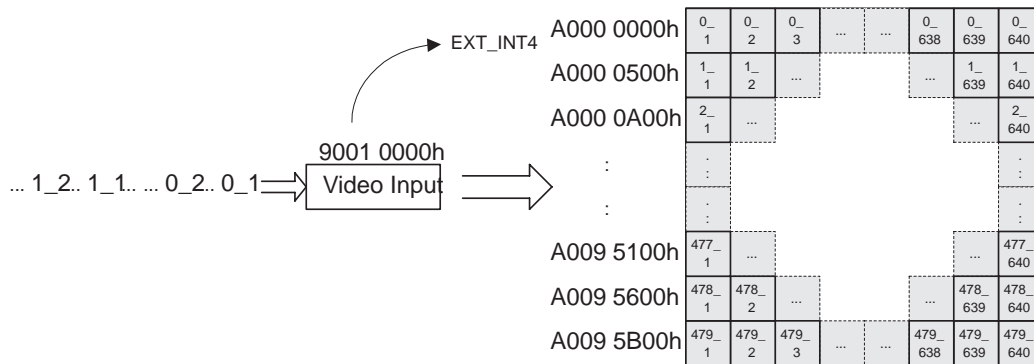 EXT_INT4
9001 0000h
... 1_2.. 1_1... ... 0_2.. 0_1
Video Input
A000 0000h 0_1 0_2 0_3 ... ... 0_638 0_639 0_640
A000 0500h 1_1 1_2 ... ... 1_639 1_640
A000 0A00h 2_1 ... ... 2_640
: : :
: : :
A009 5100h 477_1 ... ... 477_640
A009 5600h 478_1 478_2 ... ... 478_639 478_640
A009 5B00h 479_1 479_2 479_3 ... ... 479_638 479_639 479_640